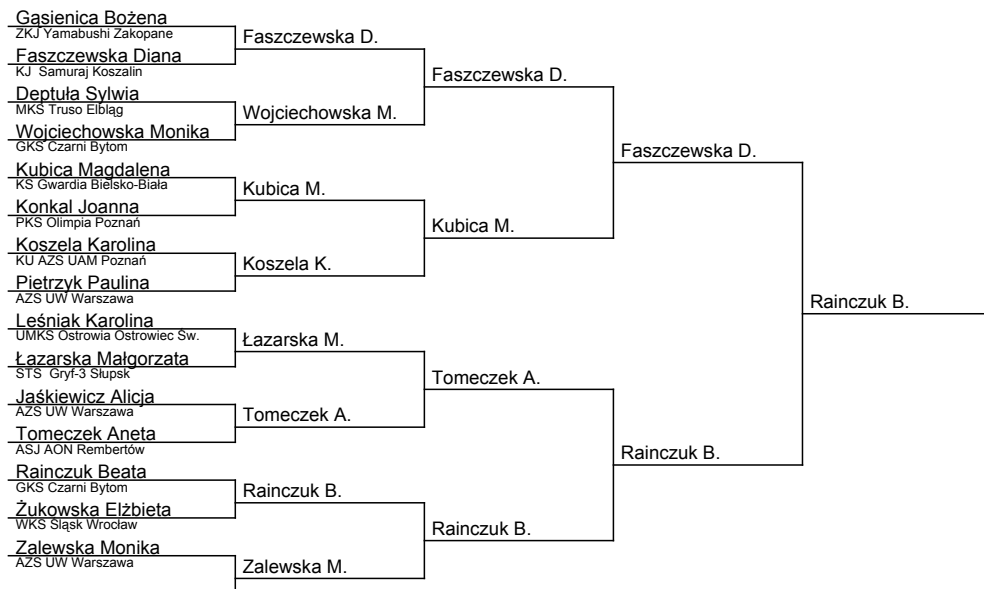 Gąsienica Bożena
ZKJ Yamabushi Zakopane
Faszczewska D.
Faszczewska Diana
KJ  Samuraj Koszalin
Faszczewska D.
Deptuła Sylwia
MKS Truso Elbląg
Wojciechowska M.
Wojciechowska Monika
GKS Czarni Bytom
Faszczewska D.
Kubica Magdalena
KS Gwardia Bielsko-Biała
Kubica M.
Konkal Joanna
PKS Olimpia Poznań
Kubica M.
Koszela Karolina
KU AZS UAM Poznań
Koszela K.
Pietrzyk Paulina
AZS UW Warszawa
Rainczuk B.
Leśniak Karolina
UMKS Ostrowia Ostrowiec Św.
Łazarska M.
Łazarska Małgorzata
STS  Gryf-3 Słupsk
Tomeczek A.
Jaśkiewicz Alicja
AZS UW Warszawa
Tomeczek A.
Tomeczek Aneta
ASJ AON Rembertów
Rainczuk B.
Rainczuk Beata
GKS Czarni Bytom
Rainczuk B.
Żukowska Elżbieta
WKS Śląsk Wrocław
Rainczuk B.
Zalewska Monika
AZS UW Warszawa
Zalewska M.